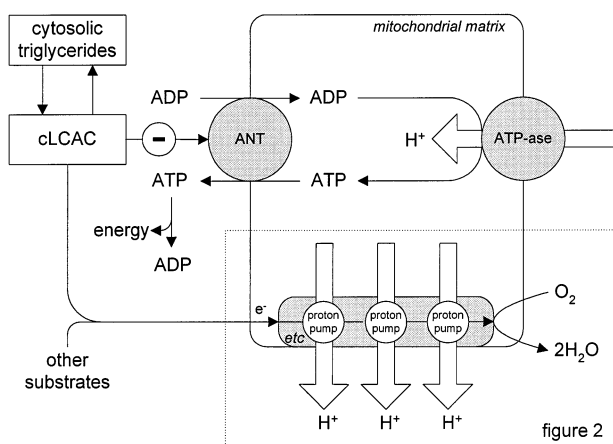 cytosolic
triglycerides
mitochondrial matrix
ADP
ADP
cLCAC
–
ANT
H+
ATP-ase
ATP
ATP
energy
ADP
e-
proton
pump
proton
pump
proton
pump
etc
O2
2H2O
other
substrates
H+
H+
H+
figure 2